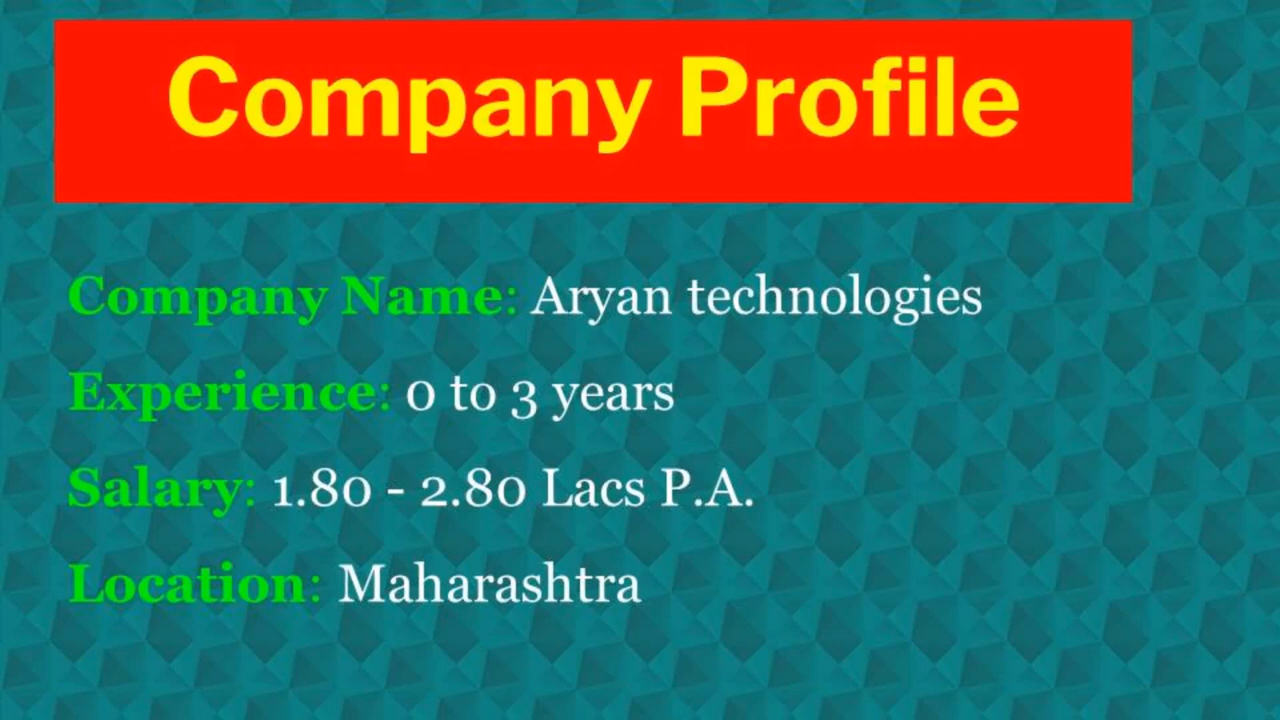 Company Profile
Company Name: Aryan technologies
Experience: 0 to 3 years
Salary: 1.80 - 2.80 Lacs P.A.
Location: Maharashtra